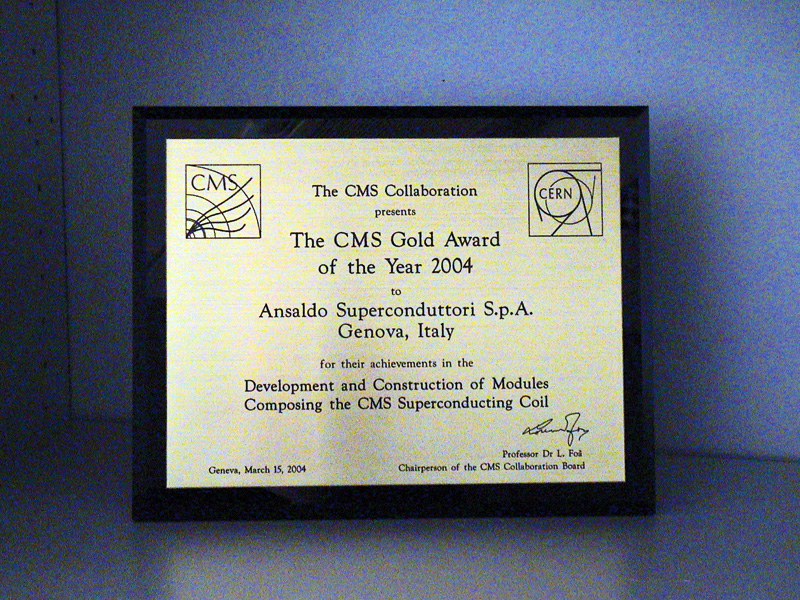 CMS
CERN
The CMS Collaboration
presents
The CMS Gold Award
of the Year 2004
to
Ansaldo Superconduttori S.p.A.
Genova, Italy
for their achievements in the
Development and Construction of Modules
Composing the CMS Superconducting Coil
Professor Dr L. Foà
Geneva, March 15, 2004
Chairperson of the CMS Collaboration Board